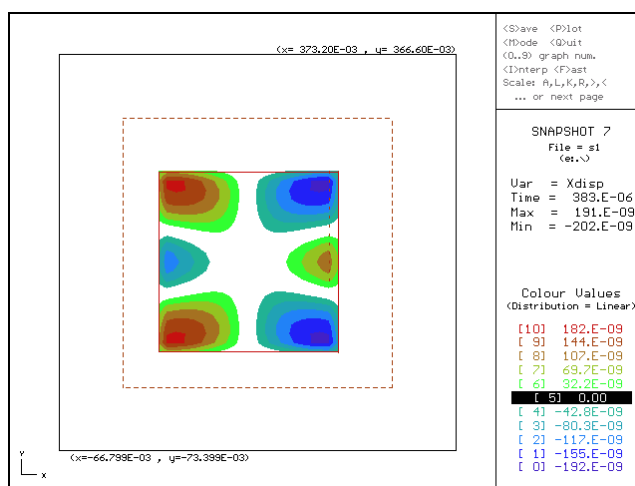 (x= 373.20E-03 , y= 366.60E-03)
(x=-66.799E-03 , y=-73.399E-03)
Y
X
<S>ave <P>lot
<M>ode <Q>uit
(0..9) graph num.
<I>nterp <F>ast
Scale: A,L,K,R,>,<
... or next page
SNAPSHOT 7
File = s1
(e:.\)
Var = Xdisp
Time = 383.E-06
Max = 191.E-09
Min = -202.E-09
Colour Values
(Distribution = Linear)
[10] 182.E-09
[ 9] 144.E-09
[ 8] 107.E-09
[ 7] 69.7E-09
[ 6] 32.2E-09
[ 5] 0.00
[ 4] -42.8E-09
[ 3] -80.3E-09
[ 2] -117.E-09
[ 1] -155.E-09
[ 0] -192.E-09